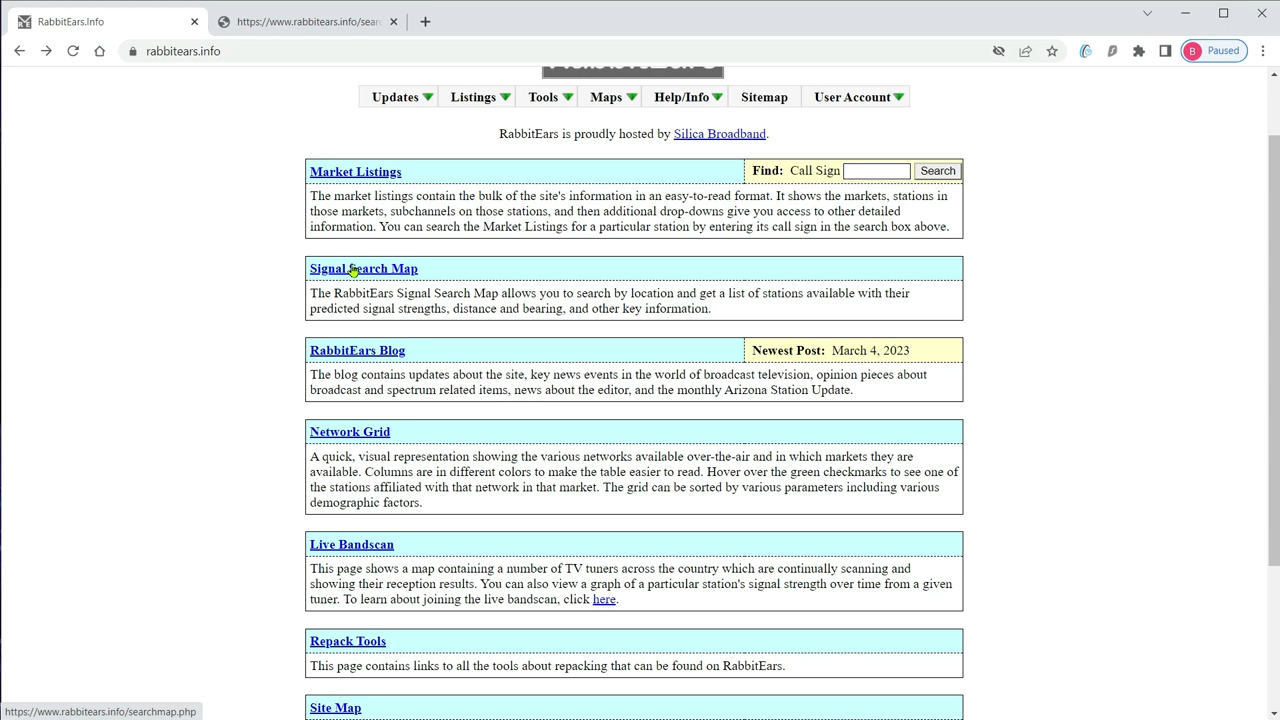 RabbitEars.Info
https://www.rabbitears.info/sear
rabbitears.info
B Paused
Updates Listings Tools Maps Help/Info Sitemap User Account
RabbitEars is proudly hosted by Silica Broadband.
Market Listings
Find: Call Sign Search
The market listings contain the bulk of the site's information in an easy-to-read format. It shows the markets, stations in
those markets, subchannels on those stations, and then additional drop-downs give you access to other detailed
information. You can search the Market Listings for a particular station by entering its call sign in the search box above.
Signal Search Map
The RabbitEars Signal Search Map allows you to search by location and get a list of stations available with their
predicted signal strengths, distance and bearing, and other key information.
RabbitEars Blog
Newest Post: March 4, 2023
The blog contains updates about the site, key news events in the world of broadcast television, opinion pieces about
broadcast and spectrum related items, news about the editor, and the monthly Arizona Station Update.
Network Grid
A quick, visual representation showing the various networks available over-the-air and in which markets they are
available. Columns are in different colors to make the table easier to read. Hover over the green checkmarks to see one of
the stations affiliated with that network in that market. The grid can be sorted by various parameters including various
demographic factors.
Live Bandscan
This page shows a map containing a number of TV tuners across the country which are continually scanning and
showing their reception results. You can also view a graph of a particular station's signal strength over time from a given
tuner. To learn about joining the live bandscan, click here.
Repack Tools
This page contains links to all the tools about repacking that can be found on RabbitEars.
Site Map
https://www.rabbitears.info/searchmap.php